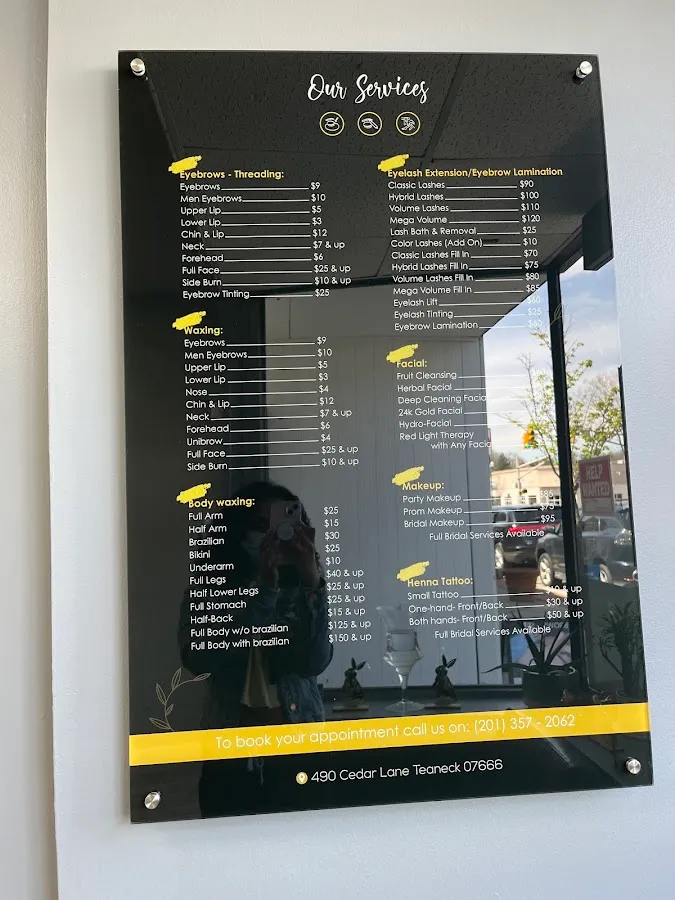 Our Services
Eyebrows - Threading:
Eyebrows $9
Men Eyebrows $10
Upper Lip $5
Lower Lip $3
Chin & Lip $12
Neck $7 & up
Forehead $6
Full Face $25 & up
Side Burn $10 & up
Eyebrow Tinting $25
Waxing:
Eyebrows $9
Men Eyebrows $10
Upper Lip $5
Lower Lip $3
Nose $4
Chin & Lip $12
Neck $7 & up
Forehead $6
Unibrow $4
Full Face $25 & up
Side Burn $10 & up
Body waxing:
Full Arm $25
Half Arm $15
Brazilian $30
Bikini $25
Underarm $10
Full Legs $40 & up
Half Lower Legs $25 & up
Full Stomach $25 & up
Half-Back $15 & up
Full Body w/o brazilian $125 & up
Full Body with brazilian $150 & up
Eyelash Extension/Eyebrow Lamination
Classic Lashes $90
Hybrid Lashes $100
Volume Lashes $110
Mega Volume $120
Lash Bath & Removal $25
Color Lashes (Add On) $10
Classic Lashes Fill In $70
Hybrid Lashes Fill In $75
Volume Lashes Fill In $80
Mega Volume Fill In $85
Eyelash Lift $60
Eyelash Tinting $25
Eyebrow Lamination
Facial:
Fruit Cleansing
Herbal Facial
Deep Cleaning Facial
24k Gold Facial
Hydro-Facial
Red Light Therapy
with Any Facial
Makeup:
Party Makeup
Prom Makeup $75
Bridal Makeup $95
Full Bridal Services Available
Henna Tattoo:
Small Tattoo & up
One-hand- Front/Back $30 & up
Both hands- Front/Back $50 & up
Full Bridal Services Available
To book your appointment call us on: (201) 357 - 2062
490 Cedar Lane Teaneck 07666
HELP
WANTED